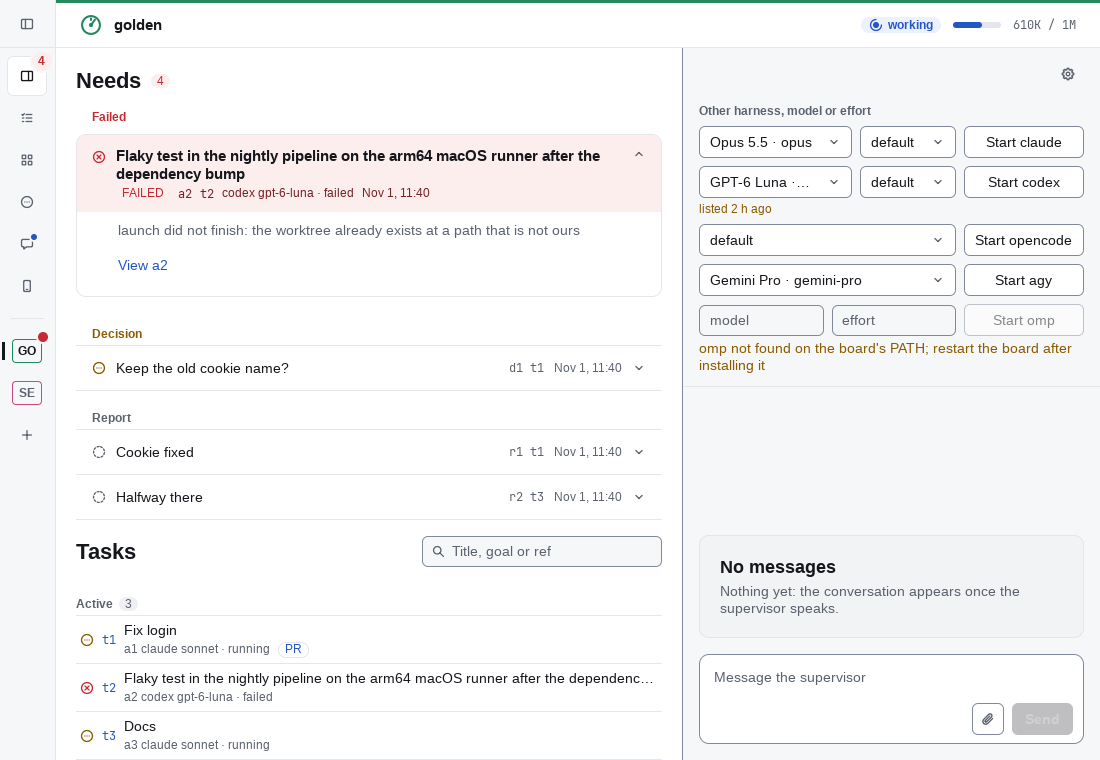 golden
working
610K / 1M
4
Needs 4
Failed
Flaky test in the nightly pipeline on the arm64 macOS runner after the
dependency bump
FAILED a2 t2 codex gpt-6-luna · failed Nov 1, 11:40
launch did not finish: the worktree already exists at a path that is not ours
View a2
Decision
Keep the old cookie name? d1 t1 Nov 1, 11:40
Report
Cookie fixed r1 t1 Nov 1, 11:40
Halfway there r2 t3 Nov 1, 11:40
Tasks
Title, goal or ref
Active 3
t1 Fix login
a1 claude sonnet · running PR
t2 Flaky test in the nightly pipeline on the arm64 macOS runner after the dependenc…
a2 codex gpt-6-luna · failed
t3 Docs
a3 claude sonnet · running
GO
SE
Other harness, model or effort
Opus 5.5 · opus default Start claude
GPT-6 Luna ·… default Start codex
listed 2 h ago
default Start opencode
Gemini Pro · gemini-pro Start agy
model effort Start omp
omp not found on the board's PATH; restart the board after
installing it
No messages
Nothing yet: the conversation appears once the
supervisor speaks.
Message the supervisor
Send